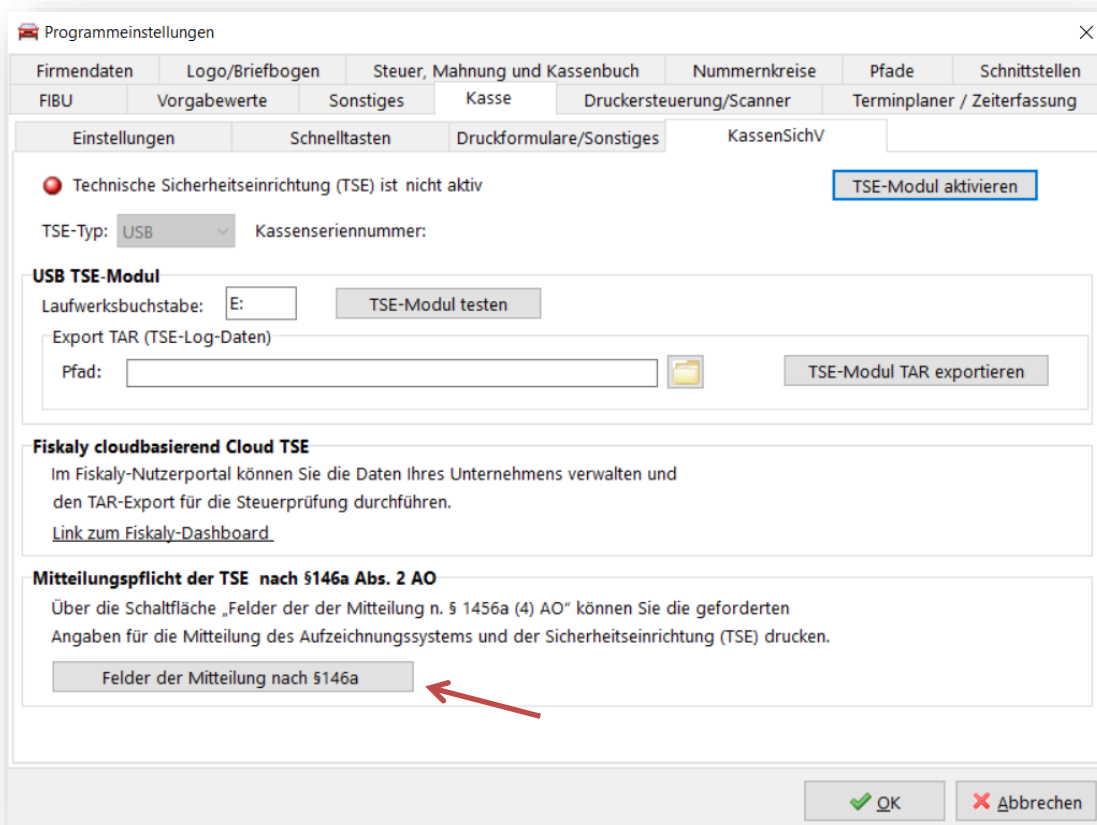 Programmeinstellungen
Firmendaten Logo/Briefbogen Steuer, Mahnung und Kassenbuch Nummernkreise Pfade Schnittstellen
FIBU Vorgabewerte Sonstiges Kasse Druckersteuerung/Scanner Terminplaner / Zeiterfassung
Einstellungen Schnelltasten Druckformulare/Sonstiges KassenSichV
Technische Sicherheitseinrichtung (TSE) ist nicht aktiv TSE-Modul aktivieren
TSE-Typ: USB Kassenseriennummer:
USB TSE-Modul
Laufwerksbuchstabe: E: TSE-Modul testen
Export TAR (TSE-Log-Daten)
Pfad: TSE-Modul TAR exportieren
Fiskaly cloudbasierend Cloud TSE
Im Fiskaly-Nutzerportal können Sie die Daten Ihres Unternehmens verwalten und
den TAR-Export für die Steuerprüfung durchführen.
Link zum Fiskaly-Dashboard
Mitteilungspflicht der TSE nach §146a Abs. 2 AO
Über die Schaltfläche „Felder der der Mitteilung n. § 1456a (4) AO“ können Sie die geforderten
Angaben für die Mitteilung des Aufzeichnungssystems und der Sicherheitseinrichtung (TSE) drucken.
Felder der Mitteilung nach §146a
OK Abbrechen